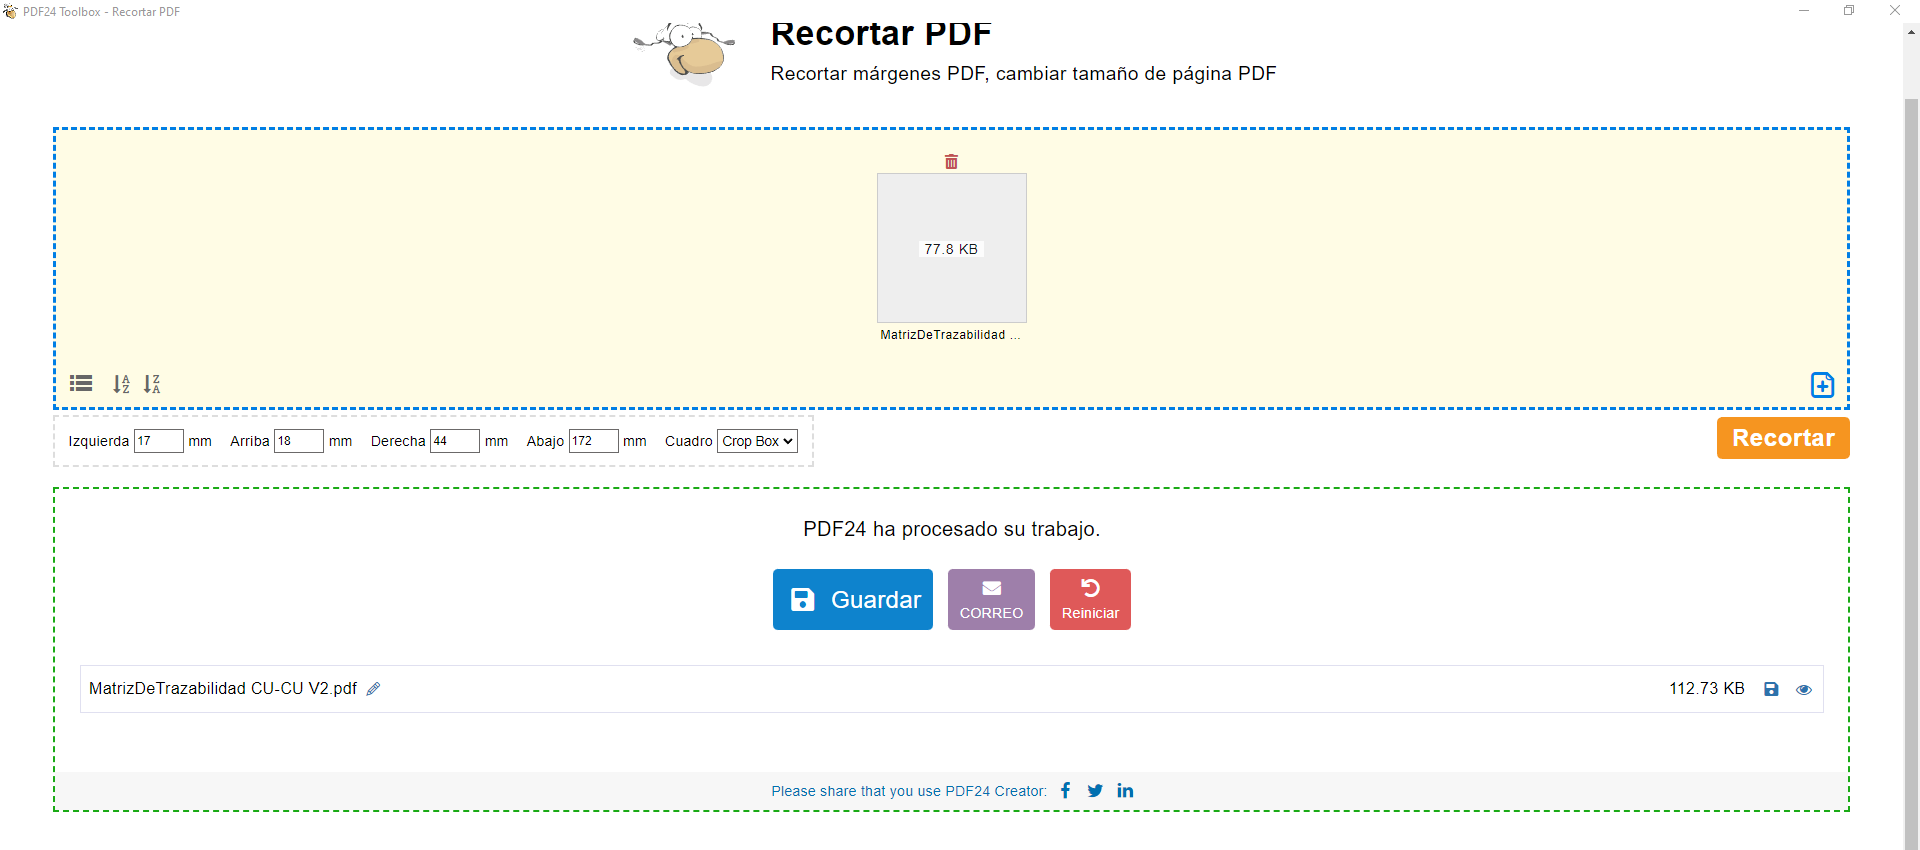 PDF24 Toolbox - Recortar PDF
Recortar PDF
Recortar márgenes PDF, cambiar tamaño de página PDF
77.8 KB
MatrizDeTrazabilidad ...
Izquierda 17 mm Arriba 18 mm Derecha 44 mm Abajo 172 mm Cuadro Crop Box
Recortar
PDF24 ha procesado su trabajo.
Guardar
CORREO
Reiniciar
MatrizDeTrazabilidad CU-CU V2.pdf 112.73 KB
Please share that you use PDF24 Creator: